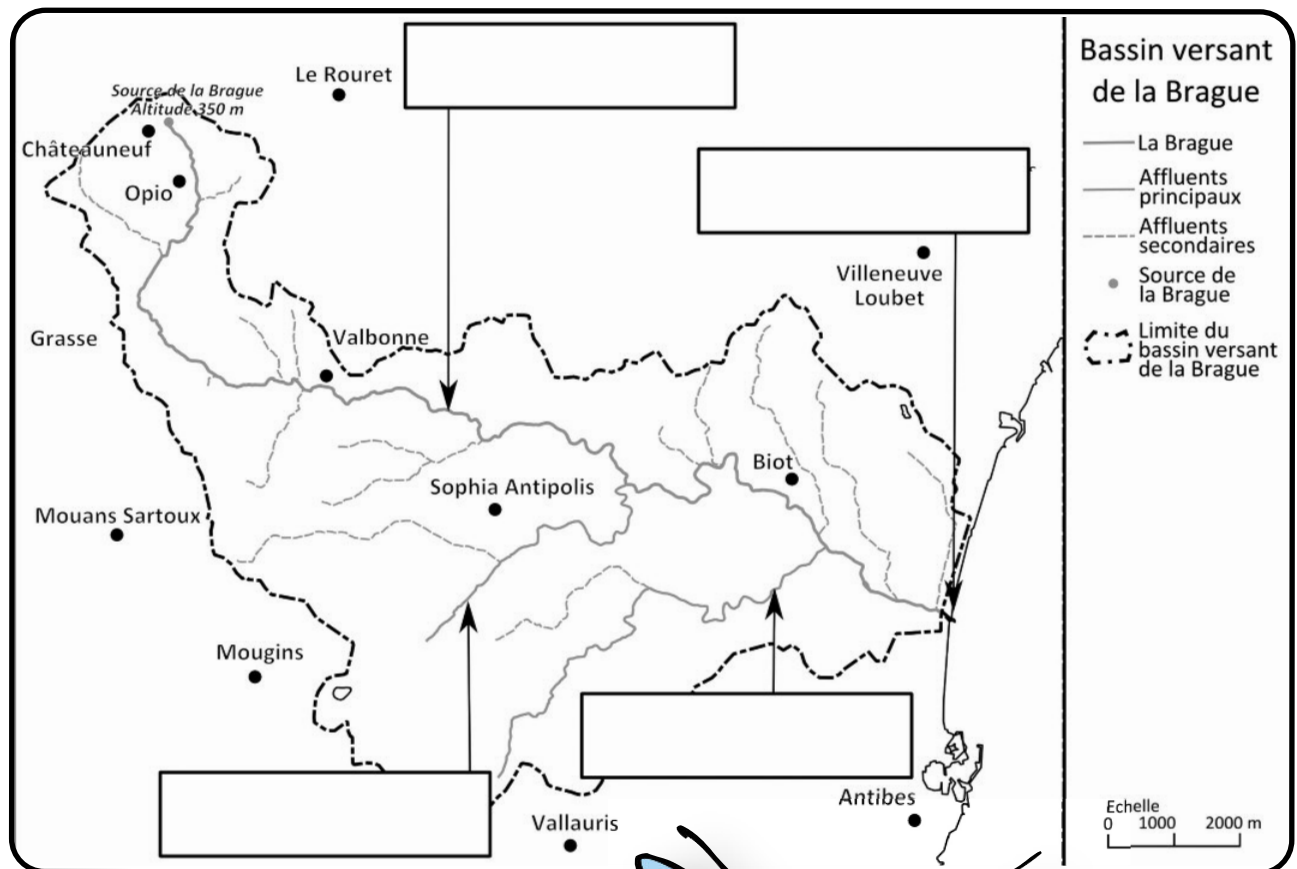 Bassin versant
de la Brague
La Brague
Affluents
principaux
Affluents
secondaires
Source de
la Brague
Limite du
bassin versant
de la Brague
Echelle
0 1000 2000 m
Le Rouret
Source de la Brague
Altitude 350 m
Châteauneuf
Opio
Villeneuve
Loubet
Grasse
Valbonne
Biot
Sophia Antipolis
Mouans Sartoux
Mougins
Antibes
Vallauris